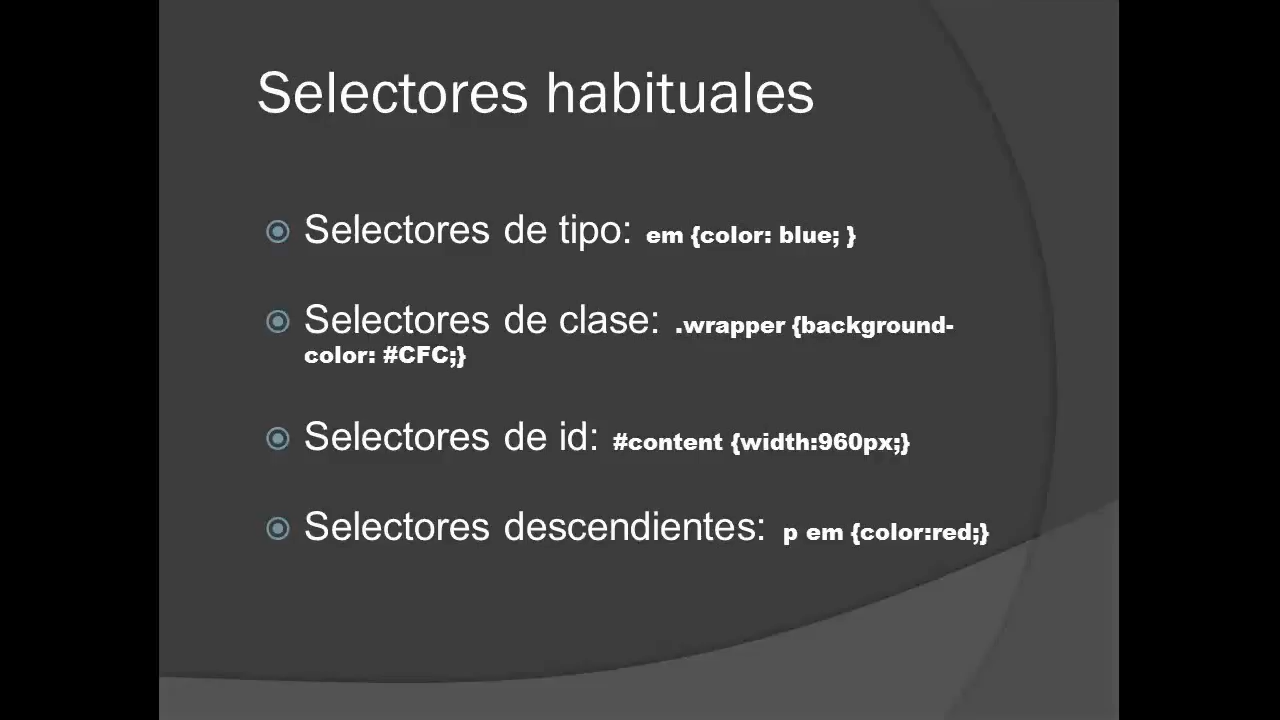 Selectores habituales
Selectores de tipo: em {color: blue; }
Selectores de clase: .wrapper {background-
color: #CFC;}
Selectores de id: #content {width:960px;}
Selectores descendientes: p em {color:red;}